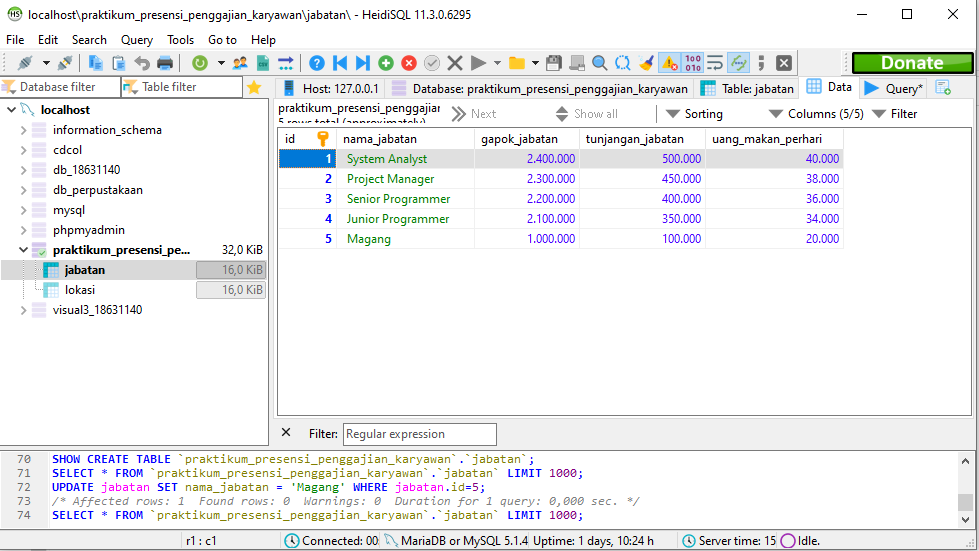 localhost\praktikum_presensi_penggajian_karyawan\jabatan\ - HeidiSQL 11.3.0.6295
File Edit Search Query Tools Go to Help
Donate
Database filter Table filter
Host: 127.0.0.1 Database: praktikum_presensi_penggajian_karyawan Table: jabatan Data Query*
localhost
information_schema
cdcol
db_18631140
db_perpustakaan
mysql
phpmyadmin
praktikum_presensi_pe... 32,0 KiB
jabatan 16,0 KiB
lokasi 16,0 KiB
visual3_18631140
praktikum_presensi_penggajian
5 rows total (approximately)
Next Show all Sorting Columns (5/5) Filter
id nama_jabatan gapok_jabatan tunjangan_jabatan uang_makan_perhari
1 System Analyst 2.400.000 500.000 40.000
2 Project Manager 2.300.000 450.000 38.000
3 Senior Programmer 2.200.000 400.000 36.000
4 Junior Programmer 2.100.000 350.000 34.000
5 Magang 1.000.000 100.000 20.000
Filter: Regular expression
70 SHOW CREATE TABLE `praktikum_presensi_penggajian_karyawan`.`jabatan`;
71 SELECT * FROM `praktikum_presensi_penggajian_karyawan`.`jabatan` LIMIT 1000;
72 UPDATE jabatan SET nama_jabatan = 'Magang' WHERE jabatan.id=5;
73 /* Affected rows: 1 Found rows: 0 Warnings: 0 Duration for 1 query: 0,000 sec. */
74 SELECT * FROM `praktikum_presensi_penggajian_karyawan`.`jabatan` LIMIT 1000;
r1 : c1 Connected: 00: MariaDB or MySQL 5.1.4 Uptime: 1 days, 10:24 h Server time: 15 Idle.